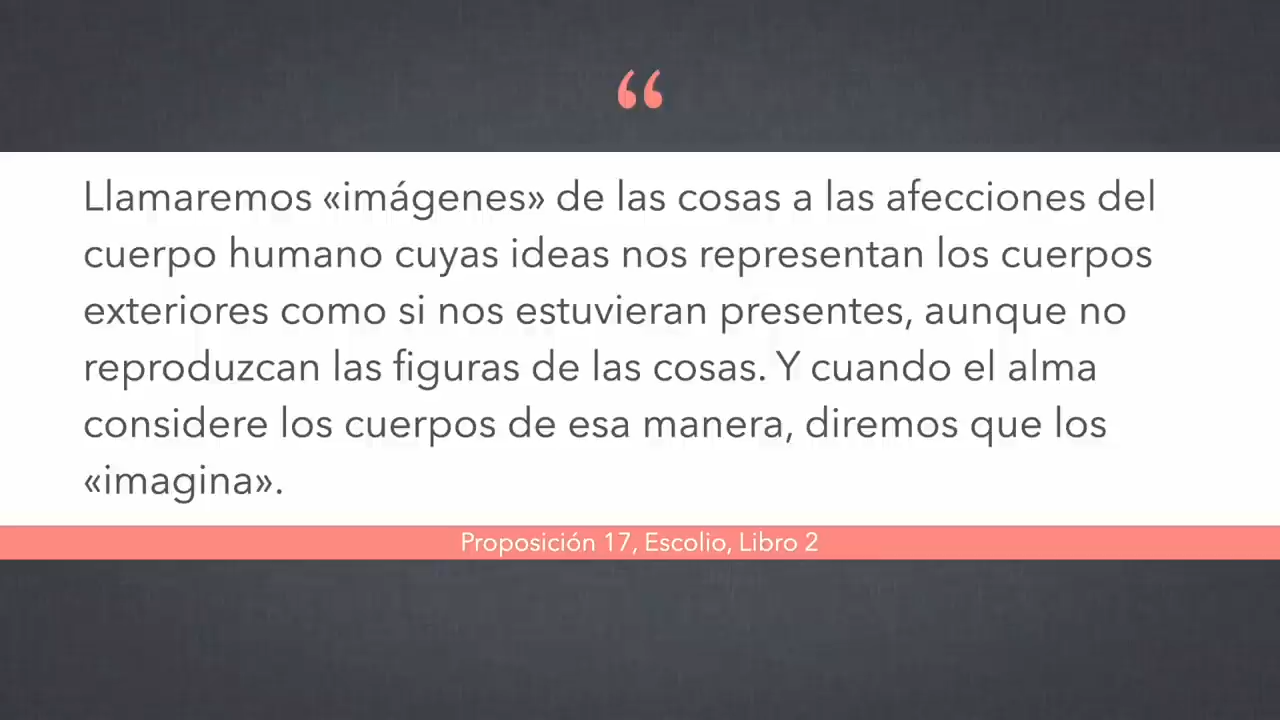 “
Llamaremos «imágenes» de las cosas a las afecciones del
cuerpo humano cuyas ideas nos representan los cuerpos
exteriores como si nos estuvieran presentes, aunque no
reproduzcan las figuras de las cosas. Y cuando el alma
considere los cuerpos de esa manera, diremos que los
«imagina».
Proposición 17, Escolio, Libro 2